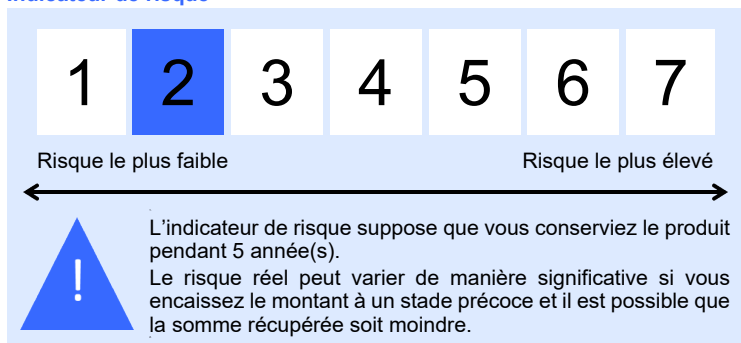 Indicateur de risque
1 2 3 4 5 6 7
Risque le plus faible Risque le plus élevé
L’indicateur de risque suppose que vous conserviez le produit
pendant 5 année(s).
!
Le risque réel peut varier de manière significative si vous
encaissez le montant à un stade précoce et il est possible que
la somme récupérée soit moindre.